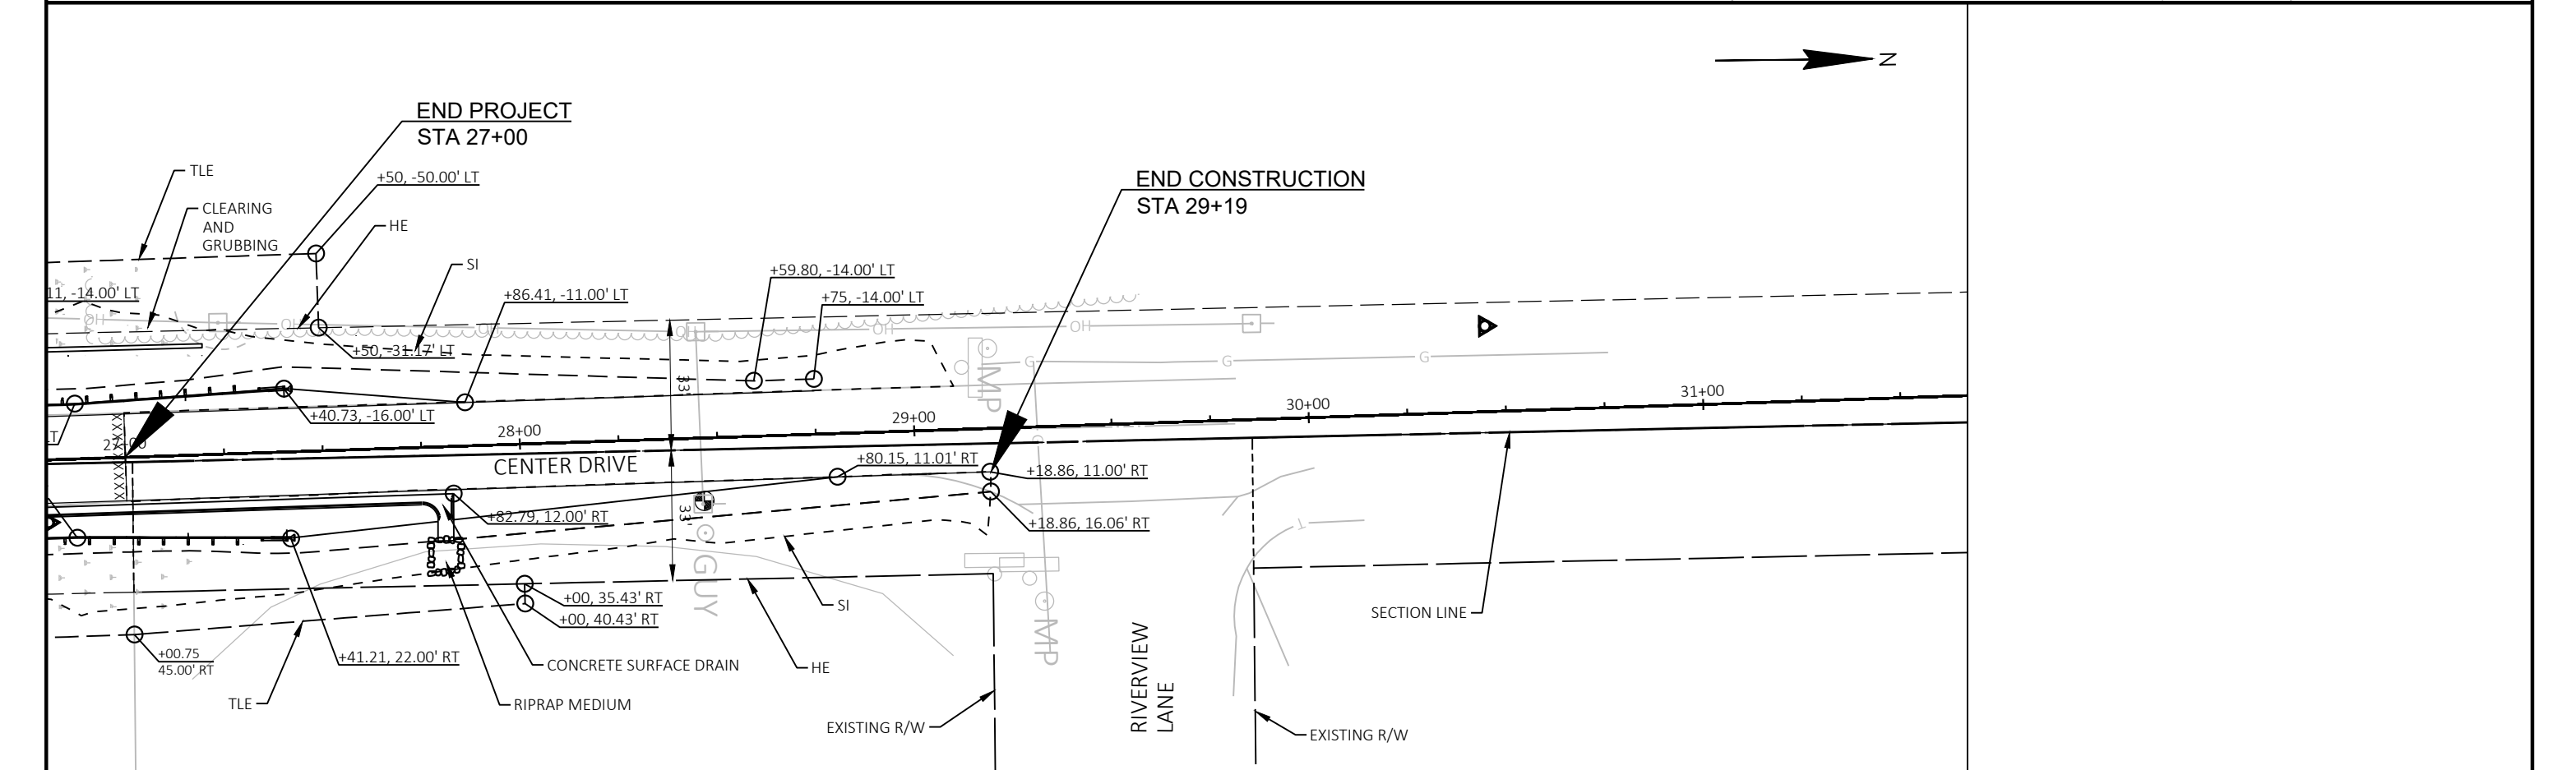 N
END PROJECT
STA 27+00
TLE
+50, -50.00' LT
END CONSTRUCTION
STA 29+19
CLEARING
AND
GRUBBING
HE
SI
+59.80, -14.00' LT
11, -14.00' LT
+86.41, -11.00' LT
+75, -14.00' LT
OH
OH
OH
OH
OH
OH
+50, -31.17' LT
G
G
G
33'
MP
31+00
+40.73, -16.00' LT
30+00
29+00
28+00
27+00
LT
XXXXXX
CENTER DRIVE
+80.15, 11.01' RT
+18.86, 11.00' RT
33'
+82.79, 12.00' RT
+18.86, 16.06' RT
T
GUY
+00, 35.43' RT
SI
SECTION LINE
+00, 40.43' RT
MHP
+00.75
45.00' RT
+41.21, 22.00' RT
CONCRETE SURFACE DRAIN
HE
RIVERVIEW
LANE
TLE
RIPRAP MEDIUM
EXISTING R/W
EXISTING R/W